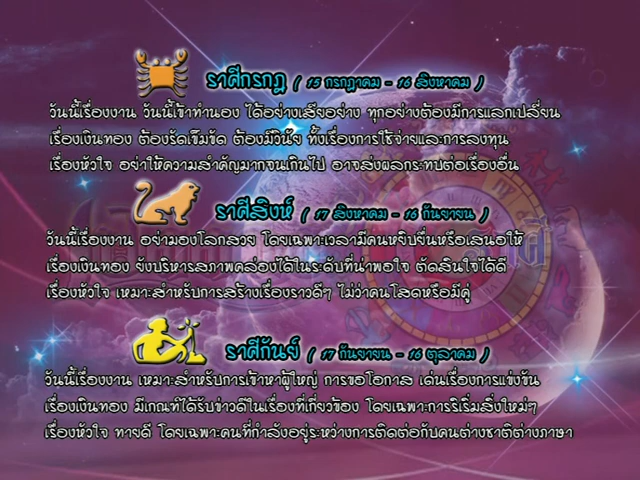 ราศีกรกฎ ( 15 กรกฎาคม - 16 สิงหาคม )
วันนี้เรื่องงาน วันนี้เข้าทำนอง ได้อย่างเสียอย่าง ทุกอย่างต้องมีการแลกเปลี่ยน
เรื่องเงินทอง ต้องรัดเข็มขัด ต้องมีวินัย ทั้งเรื่องการใช้จ่ายและการลงทุน
เรื่องหัวใจ อย่าให้ความสำคัญมากจนเกินไป อาจส่งผลกระทบต่อเรื่องอื่น
ราศีสิงห์ ( 17 สิงหาคม - 16 กันยายน )
วันนี้เรื่องงาน อย่ามองโลกสวย โดยเฉพาะเวลามีคนหยิบยื่นหรือเสนอให้
เรื่องเงินทอง ยังบริหารสภาพคล่องได้ในระดับที่น่าพอใจ ตัดสินใจได้ดี
เรื่องหัวใจ เหมาะสำหรับการสร้างเรื่องราวดีๆ ไม่ว่าคนโสดหรือมีคู่
ราศีกันย์ ( 17 กันยายน - 16 ตุลาคม )
วันนี้เรื่องงาน เหมาะสำหรับการเข้าหาผู้ใหญ่ การขอโอกาส เด่นเรื่องการแข่งขัน
เรื่องเงินทอง มีเกณฑ์ได้รับข่าวดีในเรื่องที่เกี่ยวข้อง โดยเฉพาะการริเริ่มสิ่งใหม่ๆ
เรื่องหัวใจ ทายดี โดยเฉพาะคนที่กำลังอยู่ระหว่างการติดต่อกับคนต่างชาติต่างภาษา